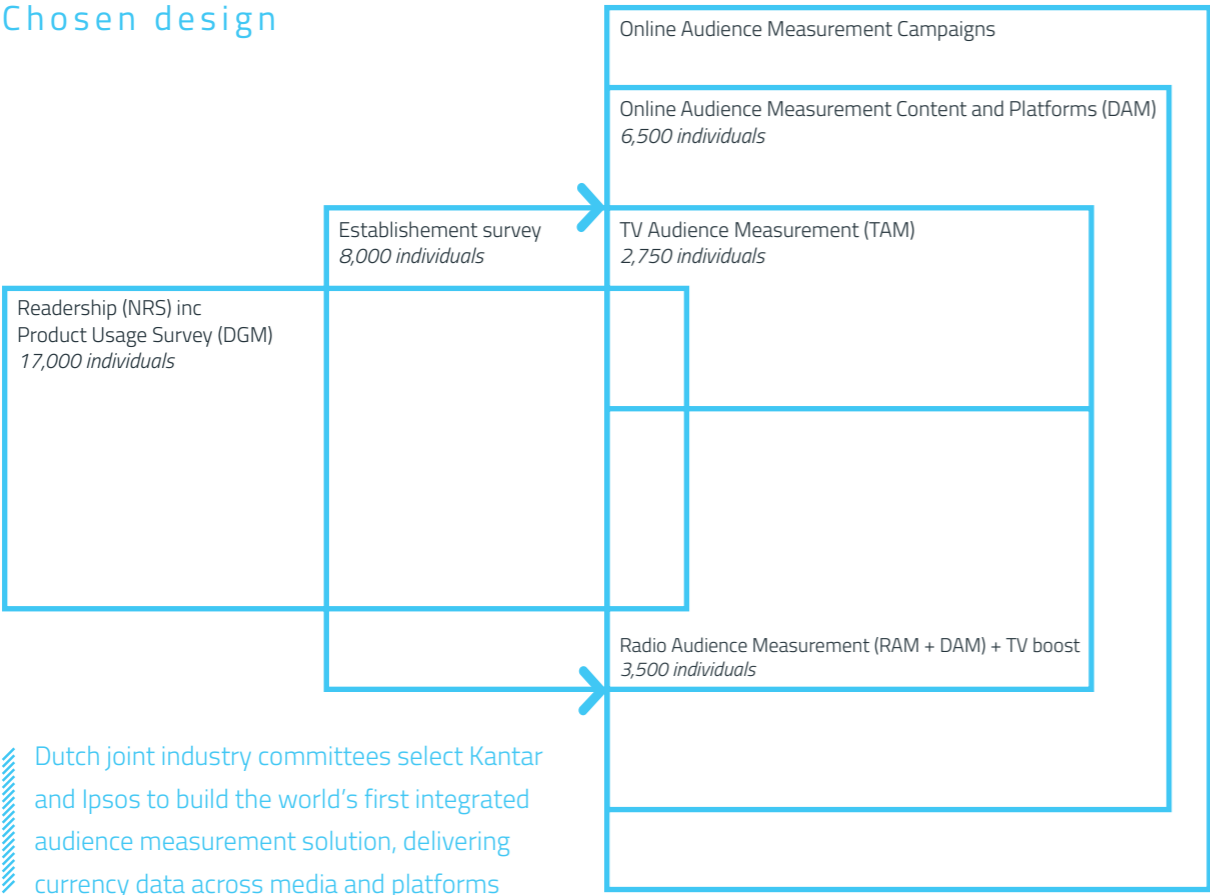 Chosen design
Online Audience Measurement Campaigns
Online Audience Measurement Content and Platforms (DAM)
6,500 individuals
Establishement survey
8,000 individuals
TV Audience Measurement (TAM)
2,750 individuals
Readership (NRS) inc
Product Usage Survey (DGM)
17,000 individuals
Radio Audience Measurement (RAM + DAM) + TV boost
3,500 individuals
Dutch joint industry committees select Kantar
and Ipsos to build the world’s first integrated
audience measurement solution, delivering
currency data across media and platforms